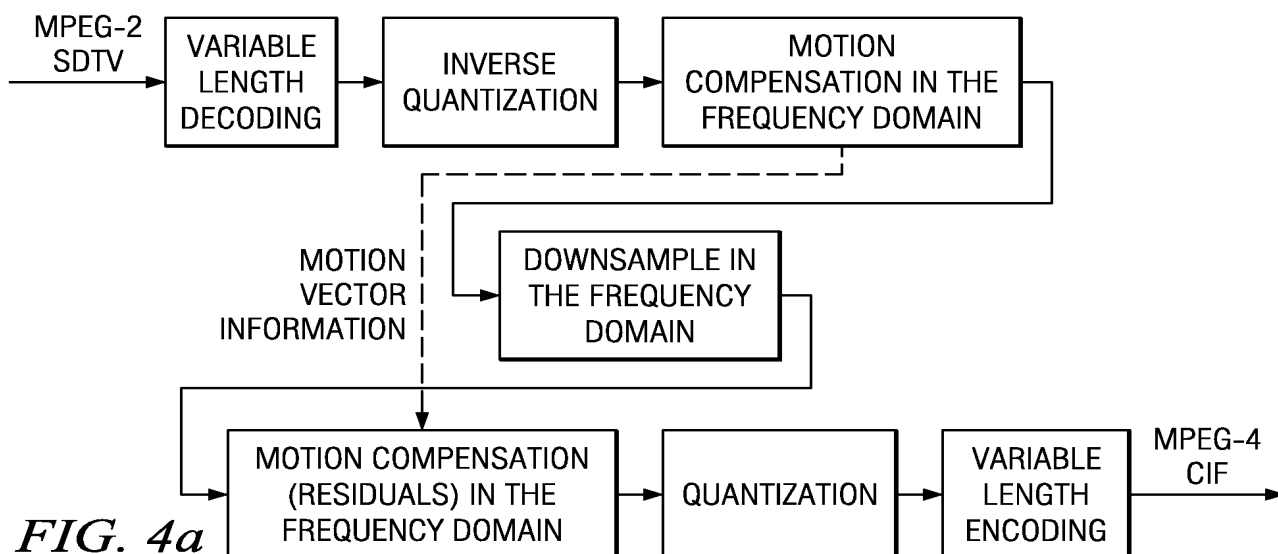 MPEG-2
SDTV
VARIABLE
LENGTH
DECODING
INVERSE
QUANTIZATION
MOTION
COMPENSATION IN THE
FREQUENCY DOMAIN
MOTION
VECTOR
INFORMATION
DOWNSAMPLE IN
THE FREQUENCY
DOMAIN
MOTION COMPENSATION
(RESIDUALS) IN THE
FREQUENCY DOMAIN
QUANTIZATION
VARIABLE
LENGTH
ENCODING
MPEG-4
CIF
FIG. 4a